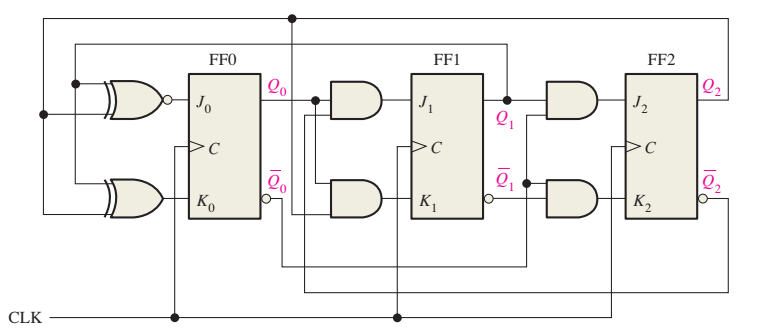 FF0 FF1 FF2
Q0 Q2
J0 J1 J2
Q1
C C C
Q̅0 Q̅1 Q̅2
K0 K1 K2
CLK